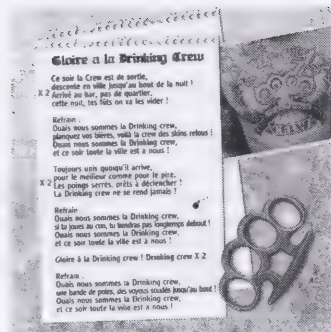 Gloire a la Drinking Crew
Ce soir la Crew est de sortie,
descente en ville jusqu'au bout de la nuit !
X 2 Arrivé au bar, pas de quartier,
cette nuit, tes fûts on va les vider !
Refrain :
Ouais nous sommes la Drinking crew,
planquez vos bières, voilà la crew des skins relous !
Ouais nous sommes la Drinking crew,
et ce soir toute la ville est a nous !
Toujours unis quoiqu'il arrive,
pour le meilleur comme pour le pire.
X 2 Les poings serrés, prêts à déclencher !
La Drinking crew ne se rend jamais !
Refrain
Ouais nous sommes la Drinking crew,
si tu joues au con, tu tiendras pas longtemps debout !
Ouais nous sommes la Drinking crew,
et ce soir toute la ville est a nous !
Gloire à la Drinking crew ! Drinking crew X 2
Refrain :
Ouais nous sommes la Drinking crew,
une bande de potes, des voyous soudés jusqu'au bout !
Ouais nous sommes la Drinking crew,
et ce soir toute la ville est a nous !